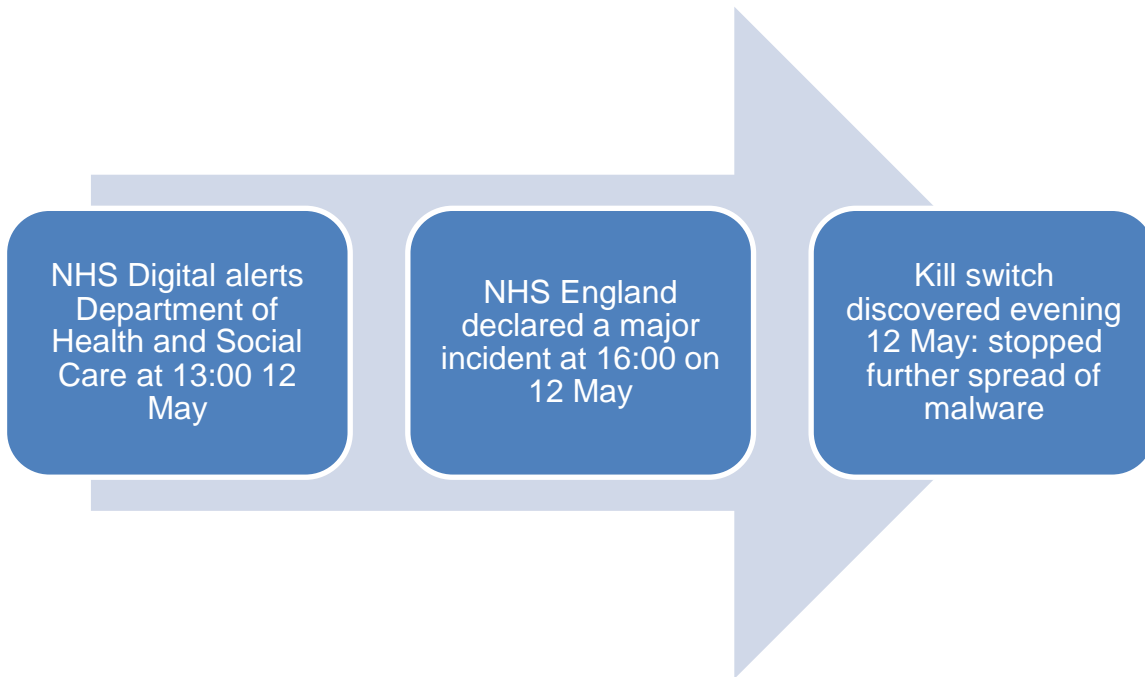 NHS Digital alerts
Department of
Health and Social
Care at 13:00 12
May
NHS England
declared a major
incident at 16:00 on
12 May
Kill switch
discovered evening
12 May: stopped
further spread of
malware